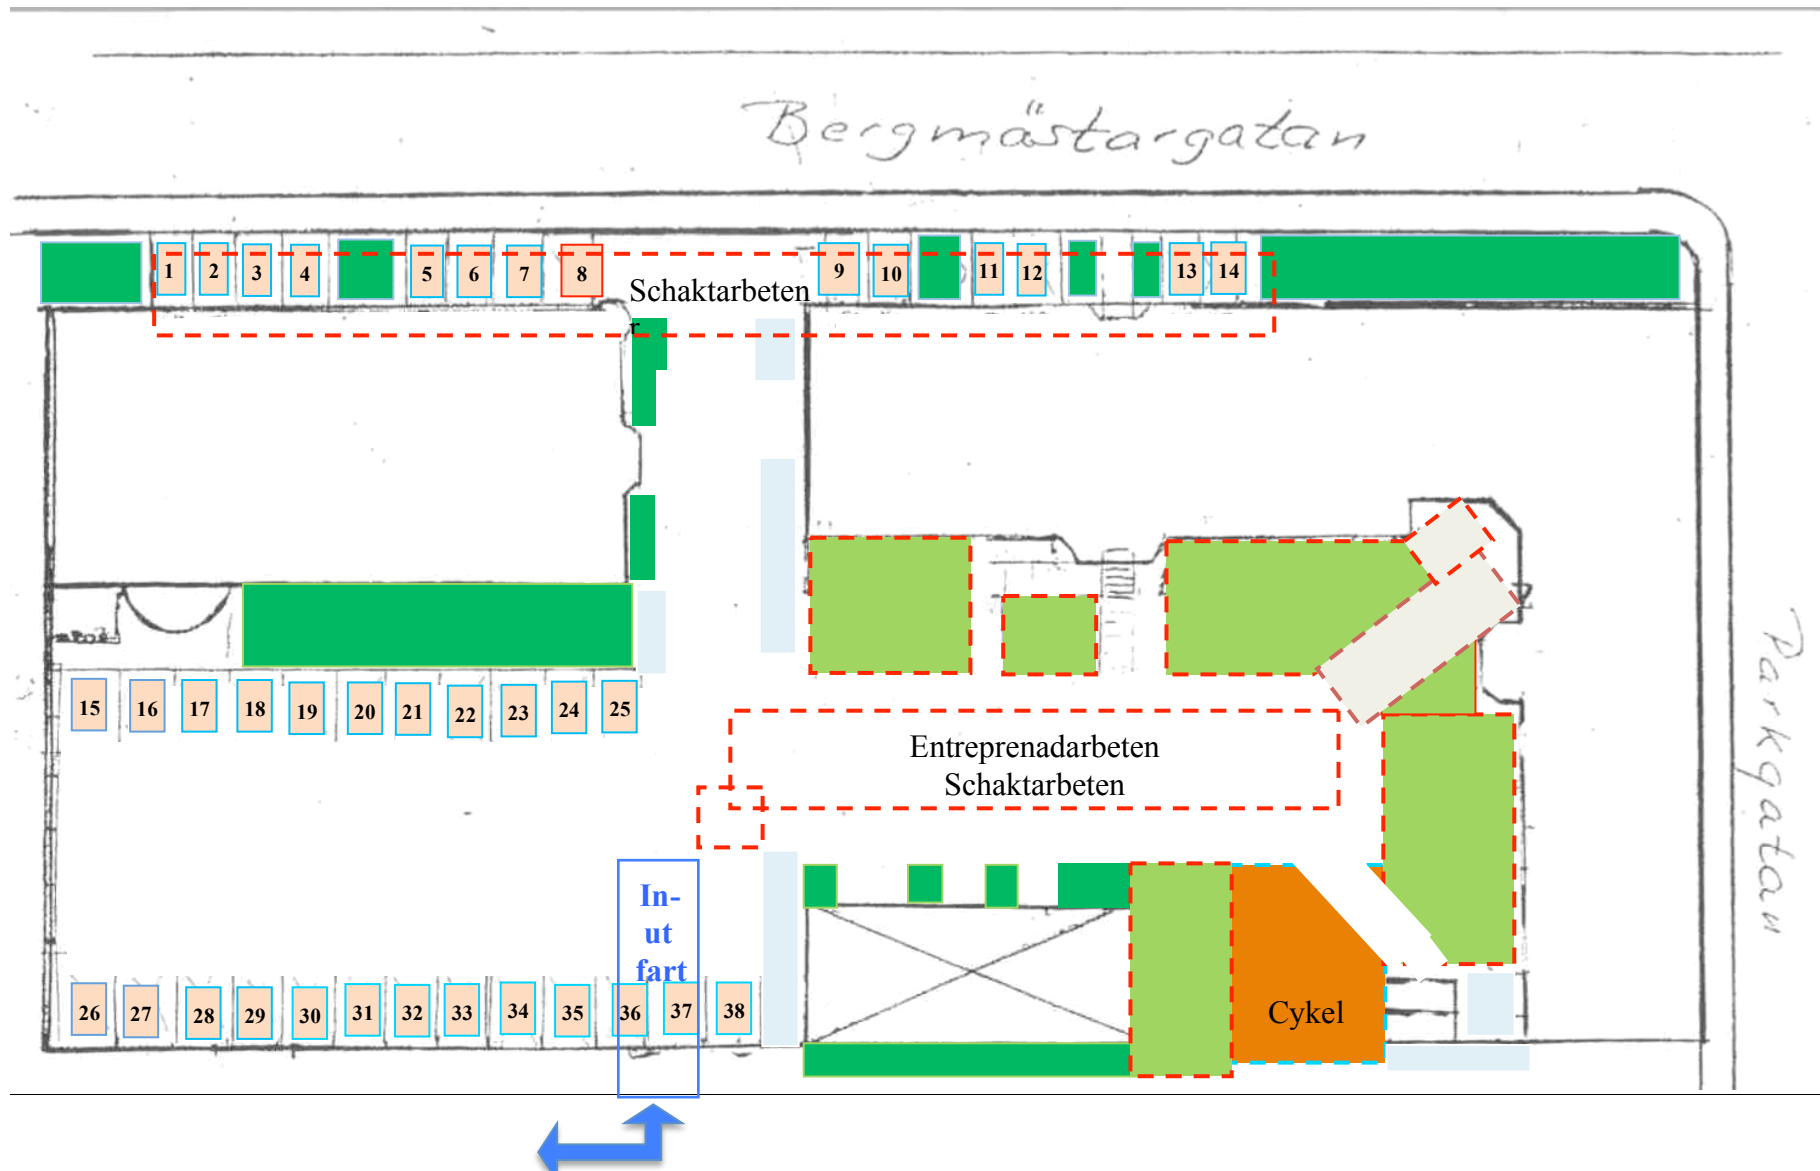 Bergmästargatan
1 2 3 4 5 6 7 8 9 10 11 12 13 14
Schaktarbeten
r
Parkgatan
15 16 17 18 19 20 21 22 23 24 25
Entreprenadarbeten
Schaktarbeten
In-
ut
fart
26 27 28 29 30 31 32 33 34 35 36 37 38
Cykel